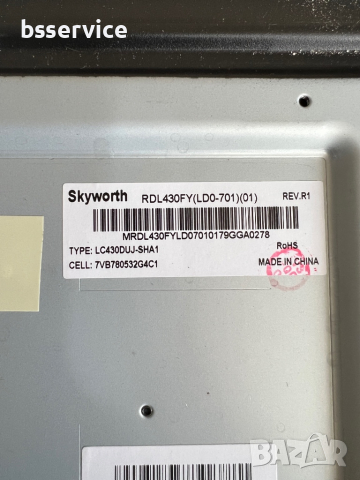 bsservice
Skyworth RDL430FY(LD0-701)(01) REV.R1
MRDL430FYLD07010179GGA0278
TYPE: LC430DUJ-SHA1 RoHS
CELL: 7VB780532G4C1 MADE IN CHINA
BAZAR